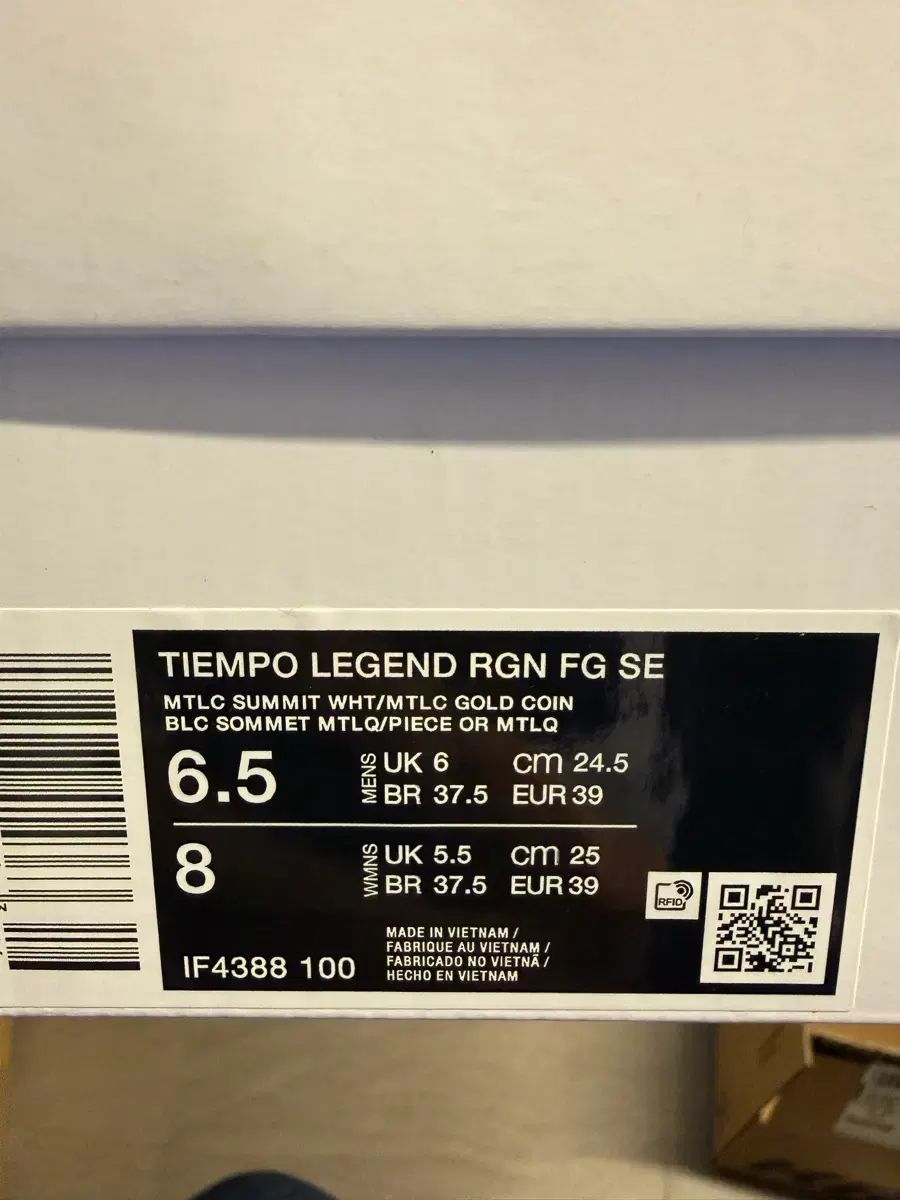 TIEMPO LEGEND RGN FG SE
MTLC SUMMIT WHT/MTLC GOLD COIN
BLC SOMMET MTLQ/PIECE OR MTLQ
6.5 MENS UK 6 cm 24.5
BR 37.5 EUR 39
8 WMNS UK 5.5 cm 25
BR 37.5 EUR 39
RFID
MADE IN VIETNAM /
FABRIQUE AU VIETNAM /
FABRICADO NO VIETNÃ /
HECHO EN VIETNAM
IF4388 100